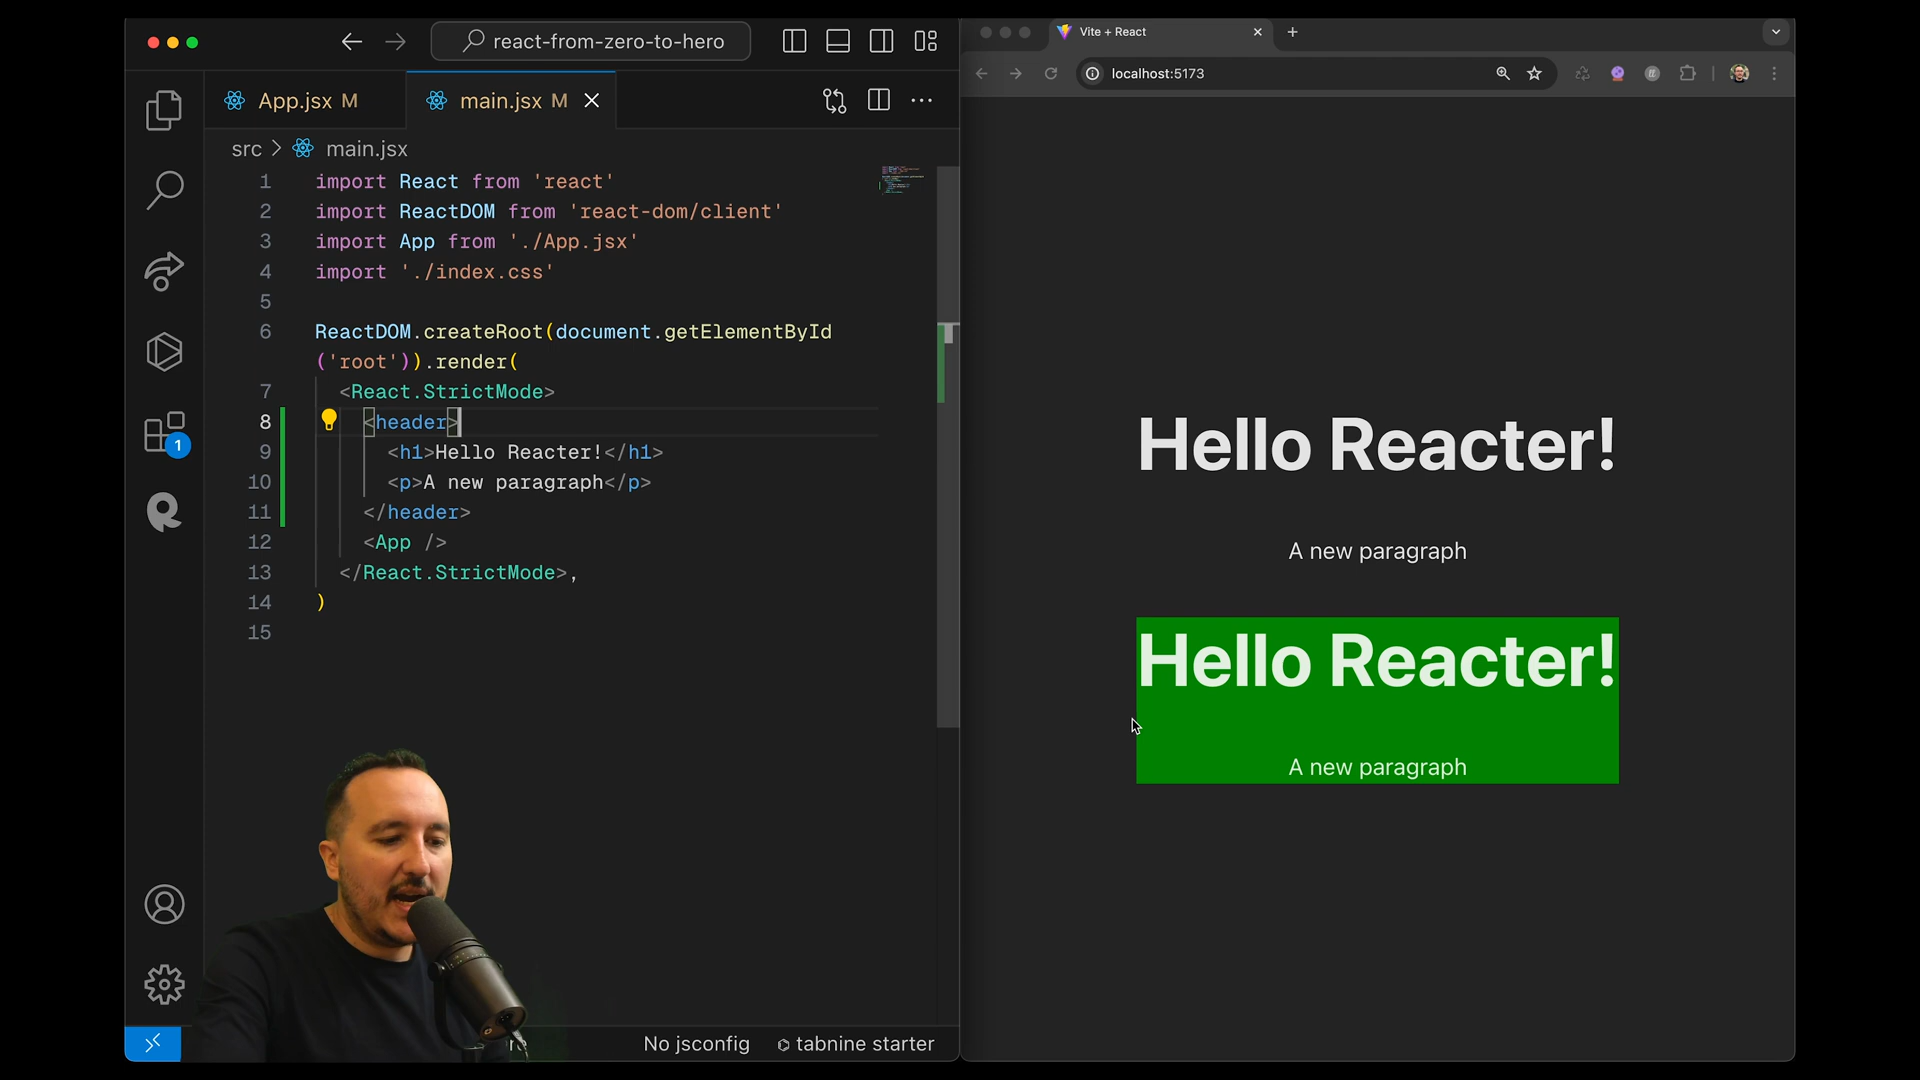 react-from-zero-to-hero
App.jsx M
main.jsx M
src > main.jsx
1 import React from 'react'
2 import ReactDOM from 'react-dom/client'
3 import App from './App.jsx'
4 import './index.css'
5
6 ReactDOM.createRoot(document.getElementById
('root')).render(
7 <React.StrictMode>
8 <header>
9 <h1>Hello Reacter!</h1>
10 <p>A new paragraph</p>
11 </header>
12 <App />
13 </React.StrictMode>,
14 )
15
1
No jsconfig
tabnine starter
Vite + React
localhost:5173
Hello Reacter!
A new paragraph
Hello Reacter!
A new paragraph